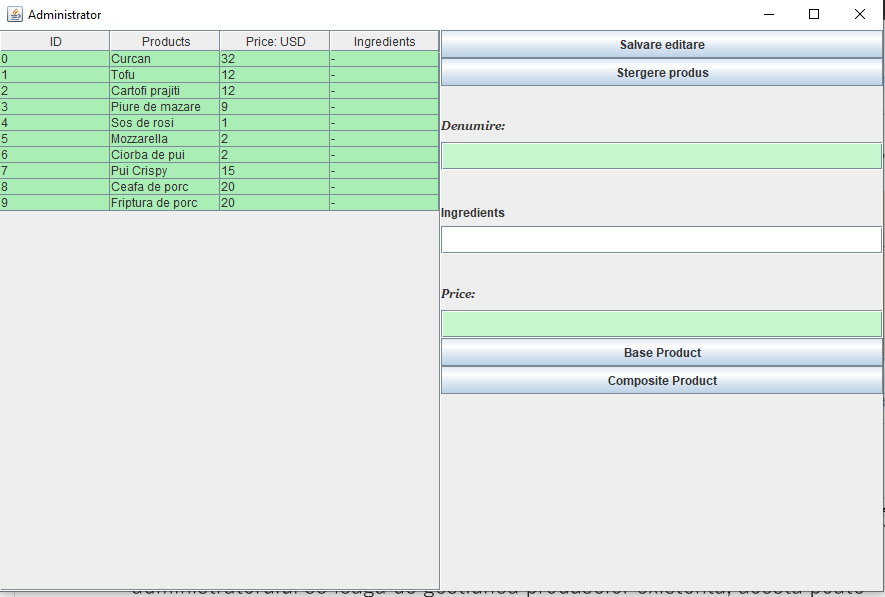 Administrator
ID Products Price: USD Ingredients
0 Curcan 32 -
1 Tofu 12 -
2 Cartofi prajiti 12 -
3 Piure de mazare 9 -
4 Sos de rosi 1 -
5 Mozzarella 2 -
6 Ciorba de pui 2 -
7 Pui Crispy 15 -
8 Ceafa de porc 20 -
9 Friptura de porc 20 -
Salvare editare
Stergere produs
Denumire:
Ingredients
Price:
Base Product
Composite Product